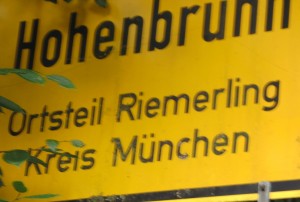 Hohenbrunn
Ortsteil Riemerling
Kreis München